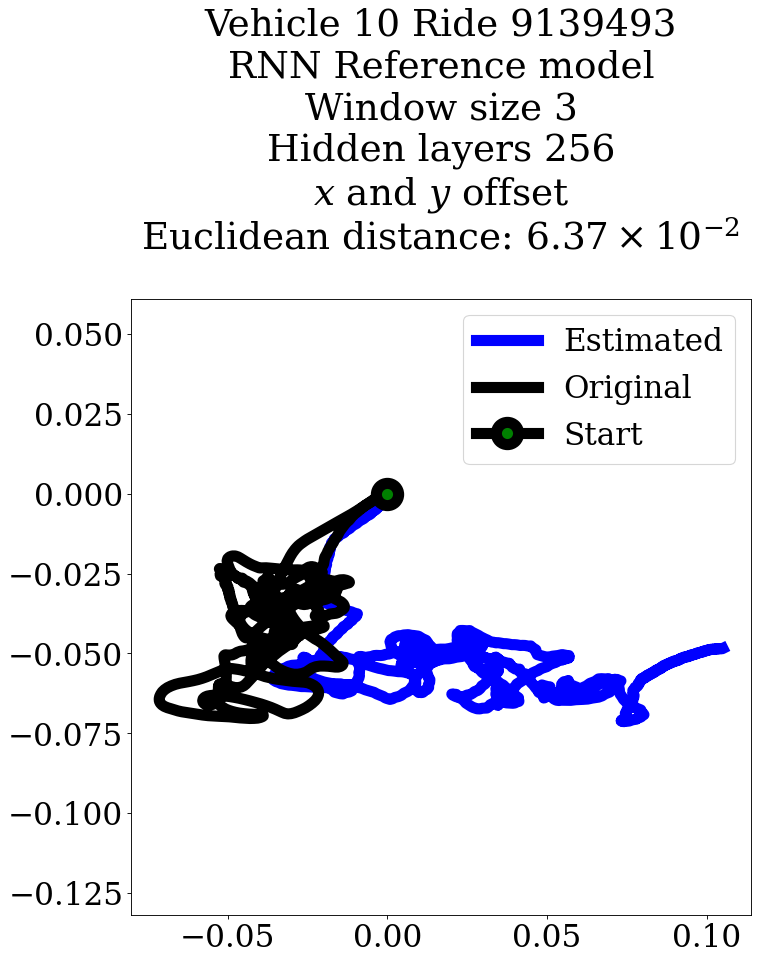 Vehicle 10 Ride 9139493
RNN Reference model
Window size 3
Hidden layers 256
x and y offset
Euclidean distance: 6.37 × 10⁻²
Estimated
Original
Start
0.050
0.025
0.000
−0.025
−0.050
−0.075
−0.100
−0.125
−0.05 0.00 0.05 0.10